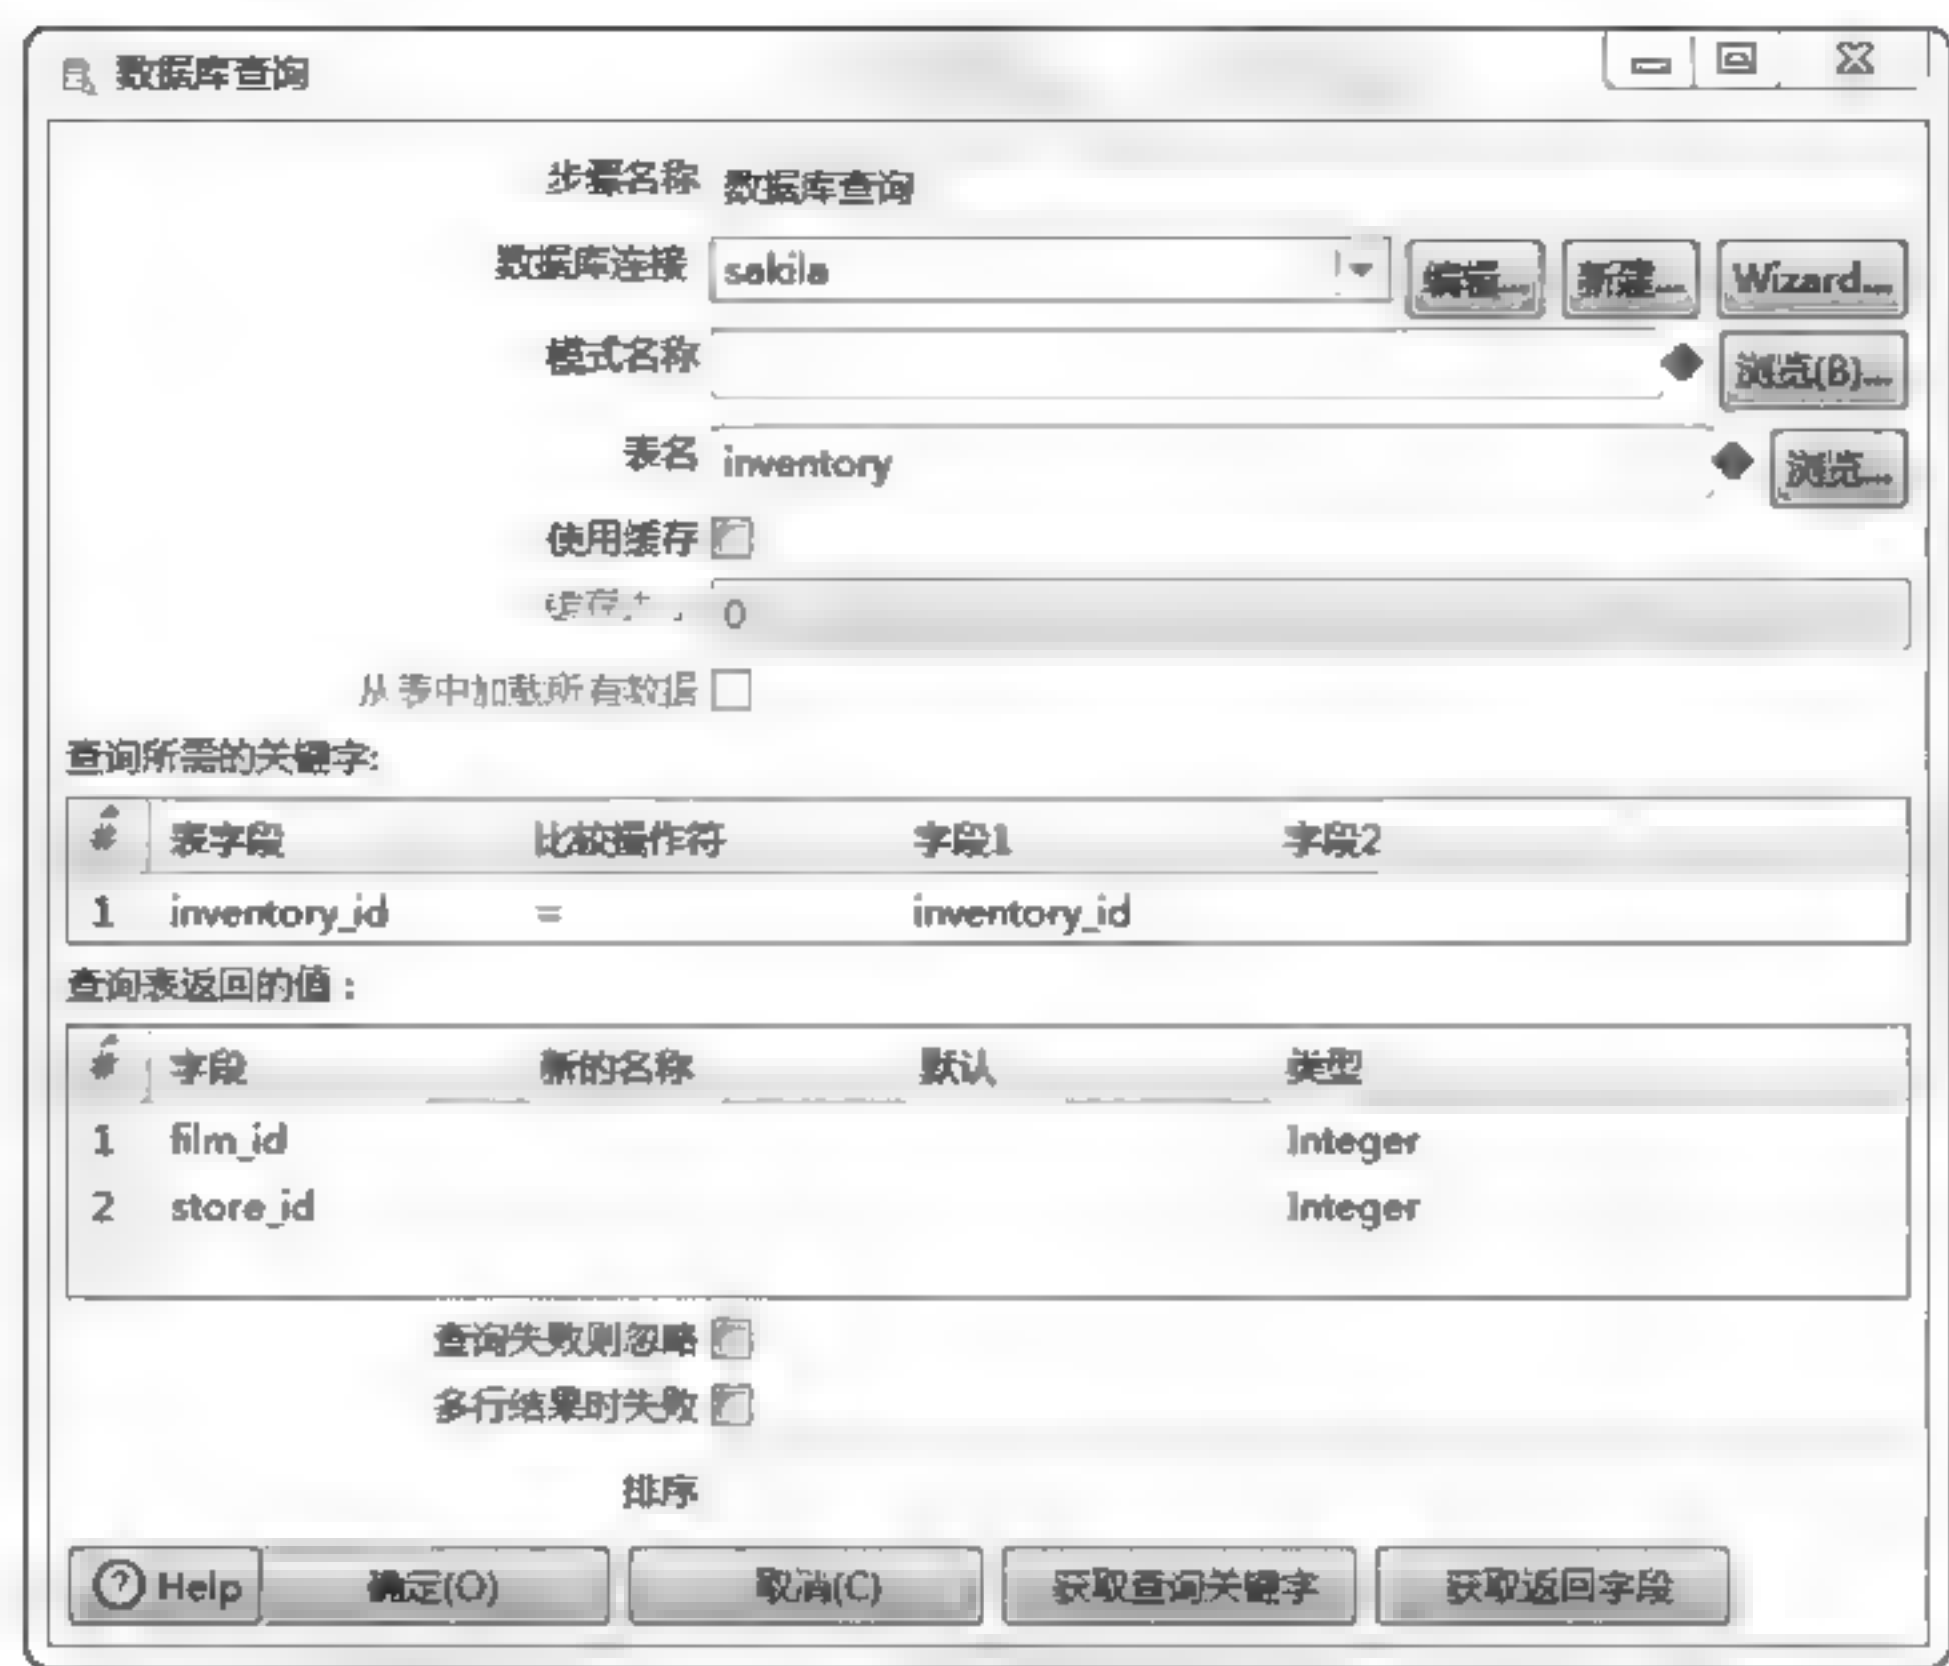 数据库查询
步骤名称 数据库查询
数据库连接 sakila 编辑... 新建... Wizard...
模式名称 浏览(B)...
表名 inventory 浏览...
使用缓存
缓存 0
从表中加载所有数据
查询所需的关键字:
# 表字段 比较操作符 字段1 字段2
1 inventory_id = inventory_id
查询表返回的值：
# 字段 新的名称 默认 类型
1 film_id Integer
2 store_id Integer
查询失败则忽略
多行结果时失败
排序
Help 确定(O) 取消(C) 获取查询关键字 获取返回字段